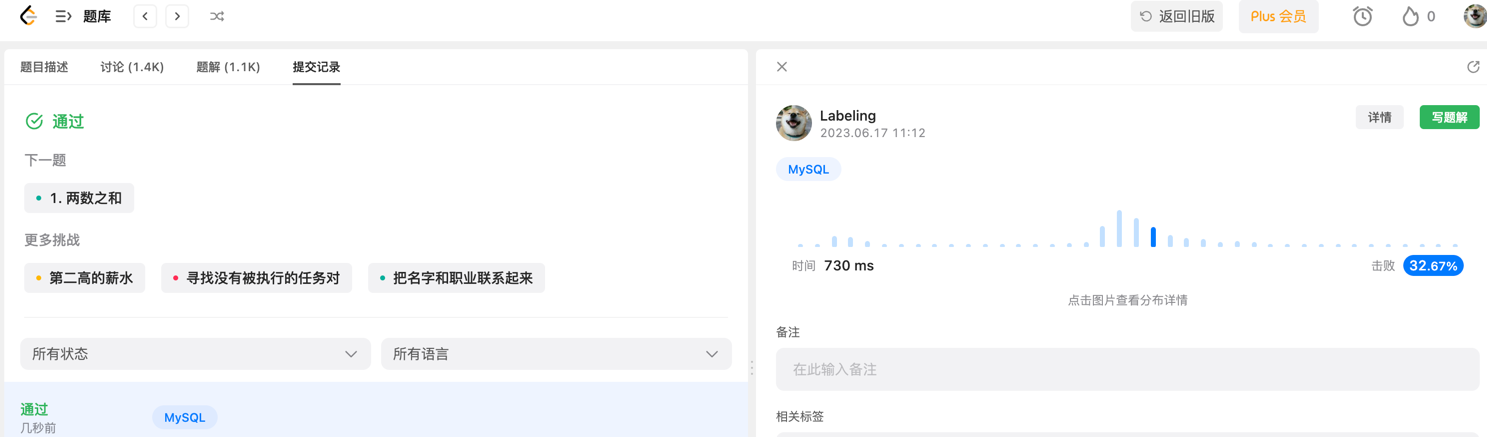 题库
返回旧版
Plus 会员
0
题目描述 讨论 (1.4K) 题解 (1.1K) 提交记录
通过
下一题
1. 两数之和
更多挑战
第二高的薪水 寻找没有被执行的任务对 把名字和职业联系起来
所有状态 所有语言
通过
几秒前
MySQL
Labeling
2023.06.17 11:12
详情 写题解
MySQL
时间 730 ms
击败 32.67%
点击图片查看分布详情
备注
在此输入备注
相关标签